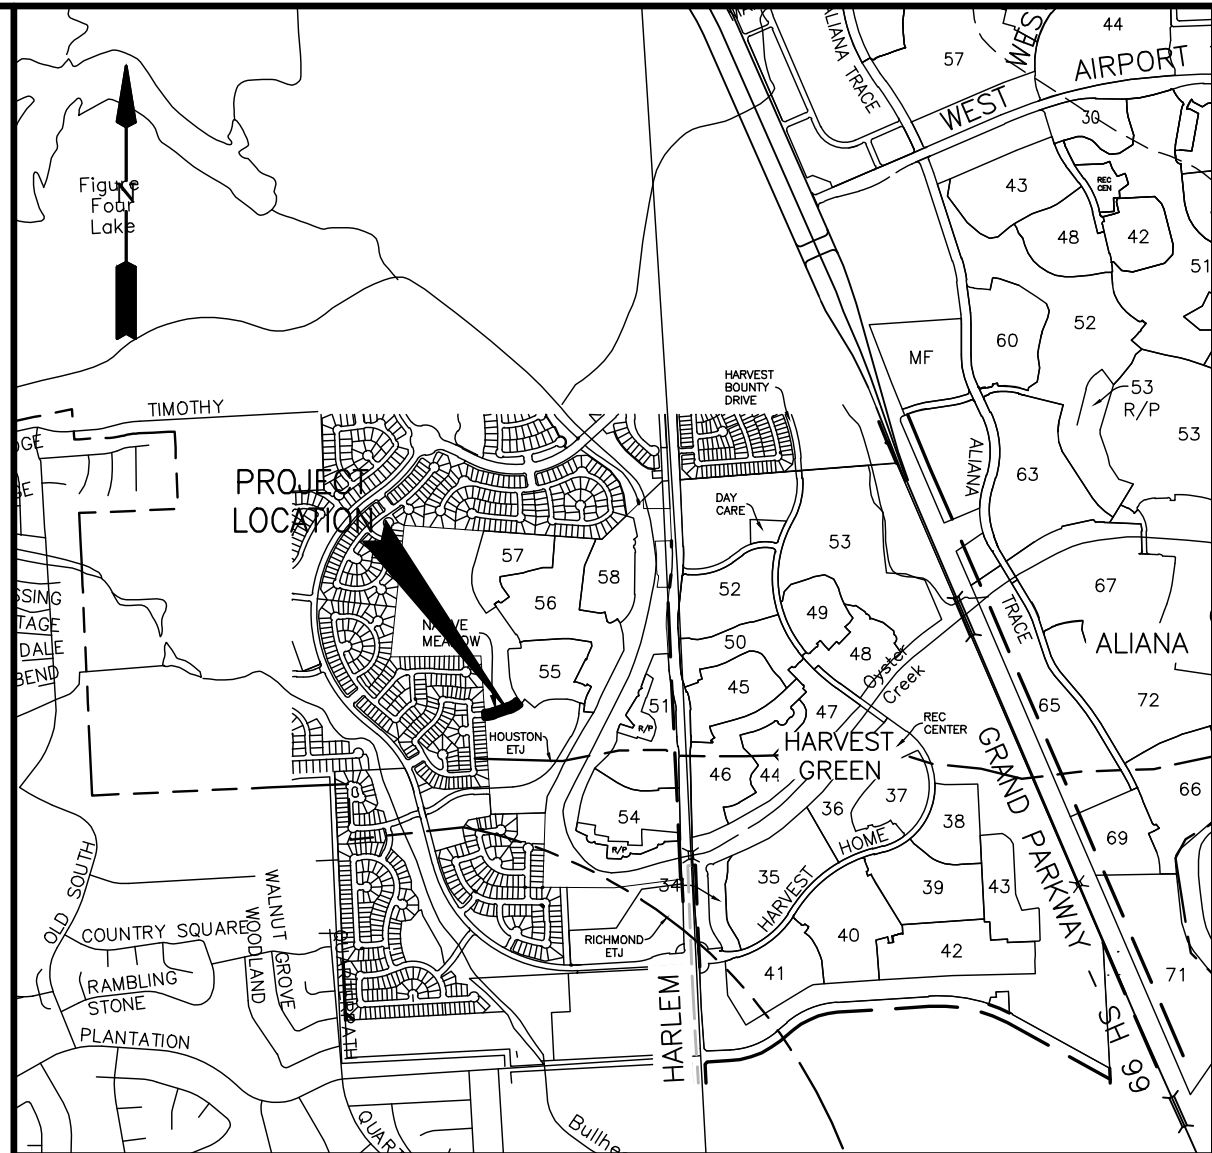 44
57
AIRPORT
WEST
ALIANA TRACE
30
43
REC
CEN
48
42
51
Figure
Four
Lake
N
52
60
MF
53
R/P
53
HARVEST
BOUNTY
DRIVE
TIMOTHY
PROJECT
LOCATION
ALIANA
63
DAY
CARE
53
57
58
56
52
49
67
TRACE
NATIVE
MEADOW
50
48
ALIANA
55
45
Oyster
Creek
51
R/P
47
65
72
REC
CENTER
HOUSTON
ETJ
HARVEST
GREEN
46
44
66
GRAND PARKWAY
36
37
54
38
69
HOME
R/P
35
34
HARVEST
39
43
OLD SOUTH
WALNUT GROVE
WOODLAND
COUNTRY SQUARE
RICHMOND
ETJ
40
42
41
71
RAMBLING
STONE
HARLEM
SH 99
PLANTATION
BEND
DALE